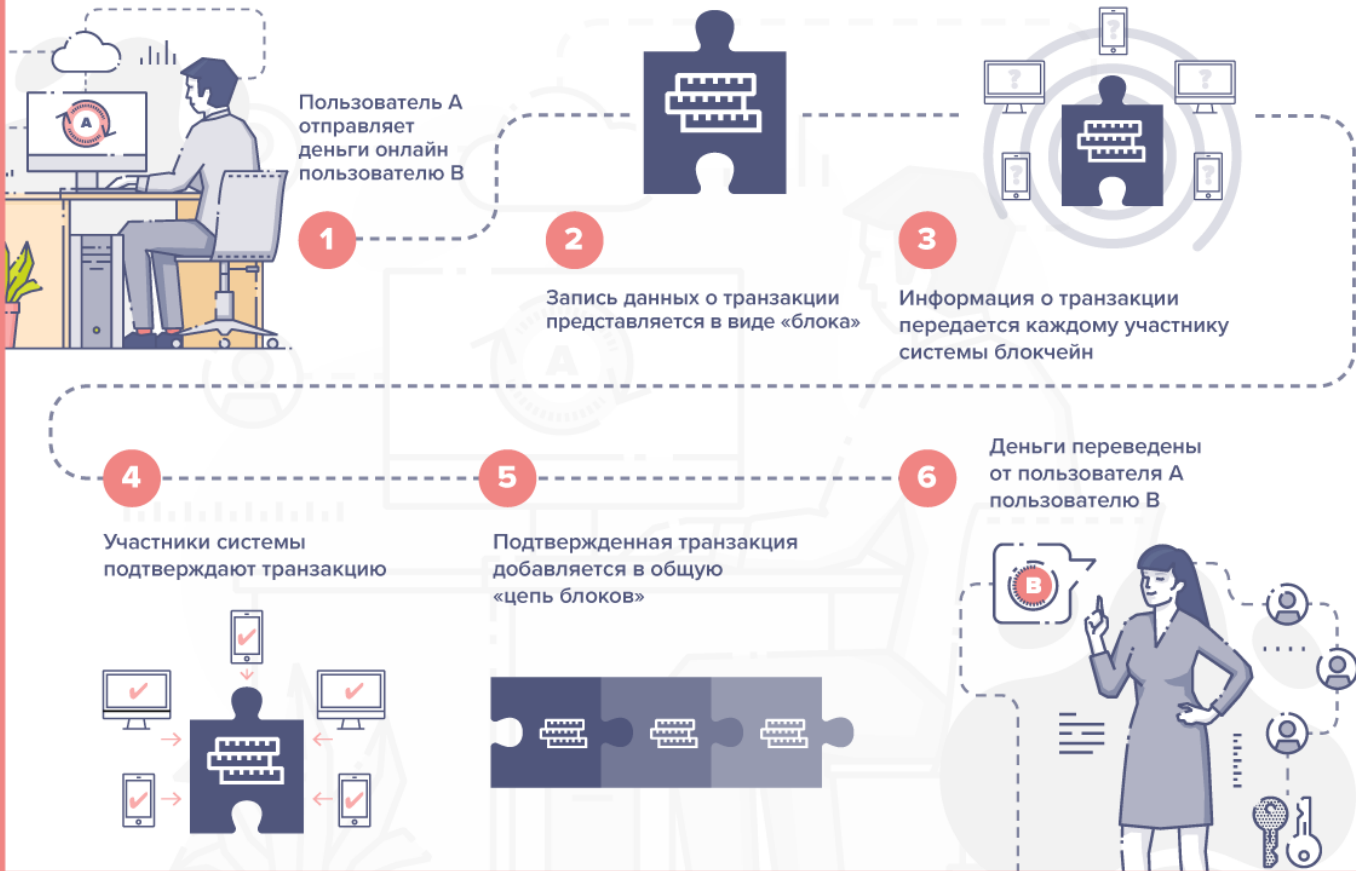 A
Пользователь А
отправляет
деньги онлайн
пользователю В
1
2
Запись данных о транзакции
представляется в виде «блока»
?
?
?
?
?
3
Информация о транзакции
передается каждому участнику
системы блокчейн
A
4
Участники системы
подтверждают транзакцию
5
Подтвержденная транзакция
добавляется в общую
«цепь блоков»
6
Деньги переведены
от пользователя А
пользователю В
B